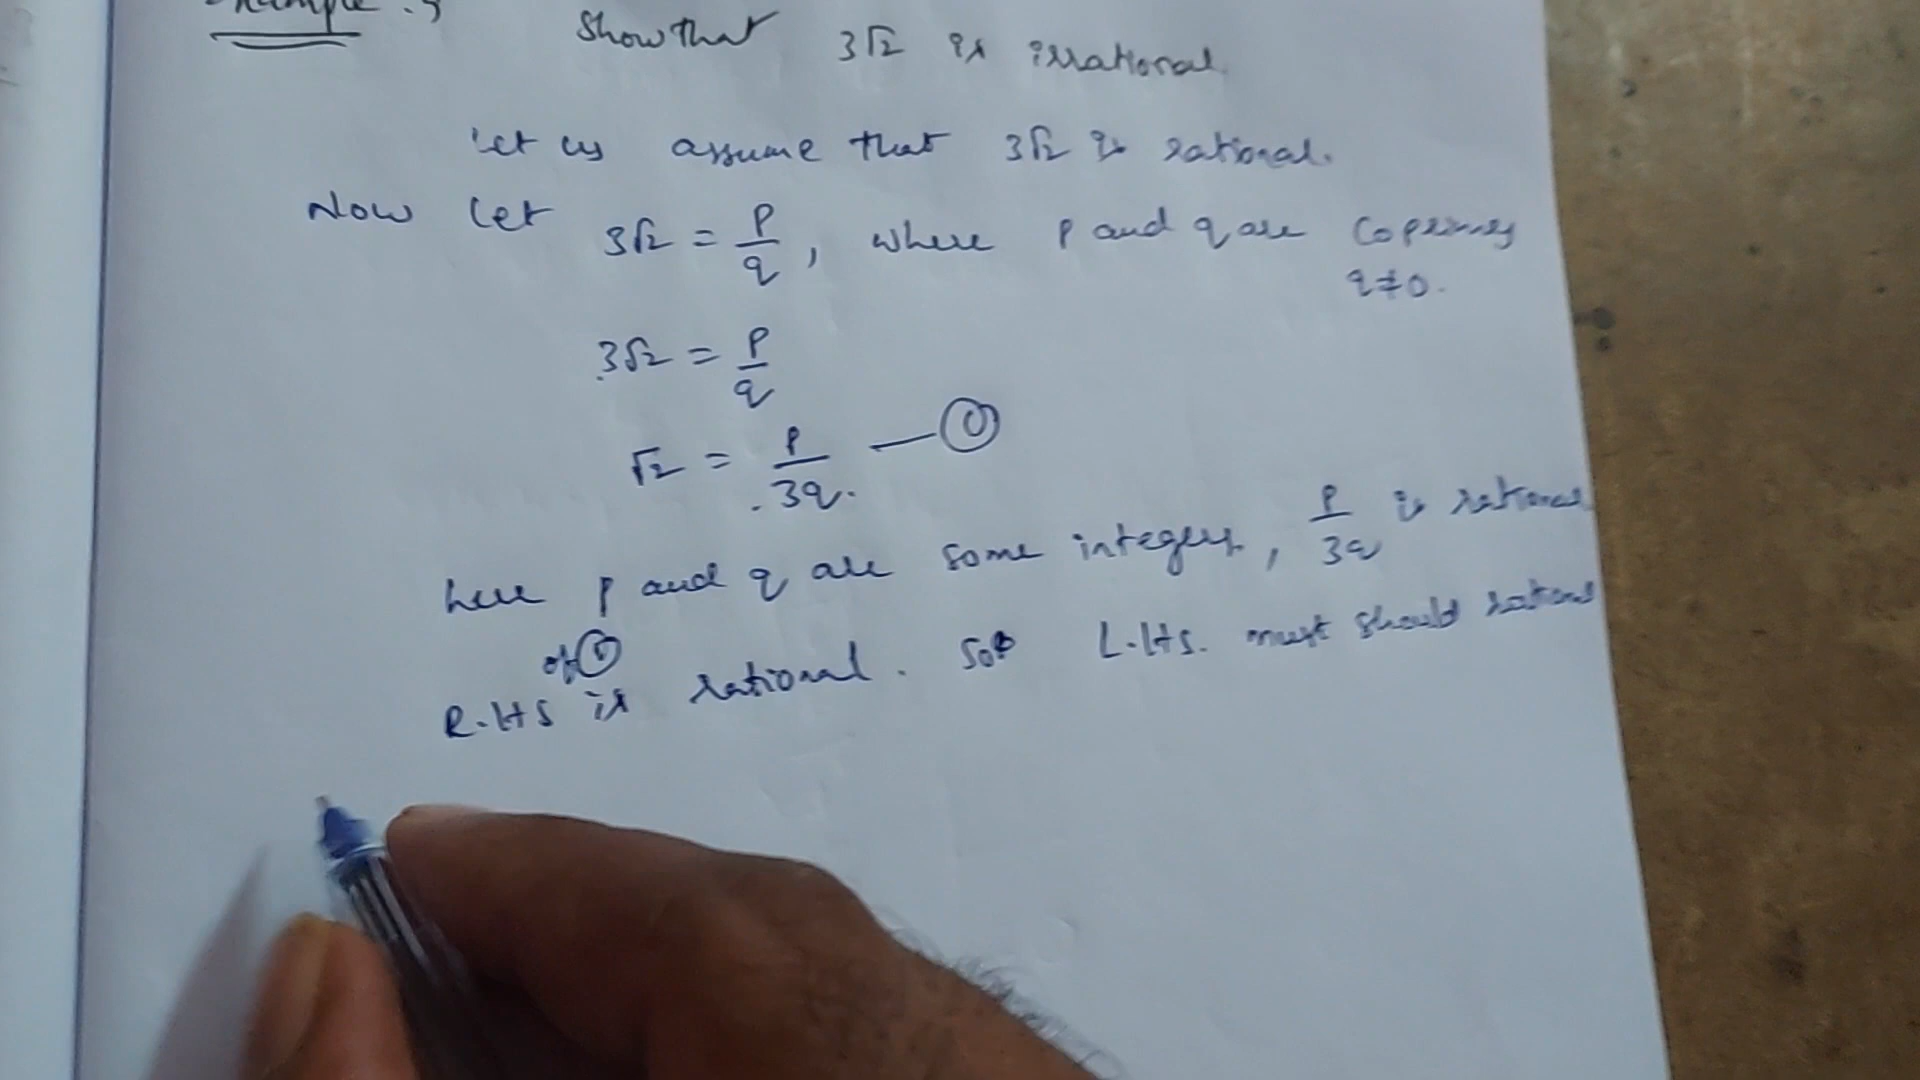 Show that 3√2 is irrational.
Let us assume that 3√2 is rational.
Now let 3√2 = p/q, where p and q are coprimes
q≠0.
3√2 = p/q
√2 = p/3q. — ①
here p and q are some integers, p/3q is rational
of ①
R.H.S is rational. So L.H.S. must should rational